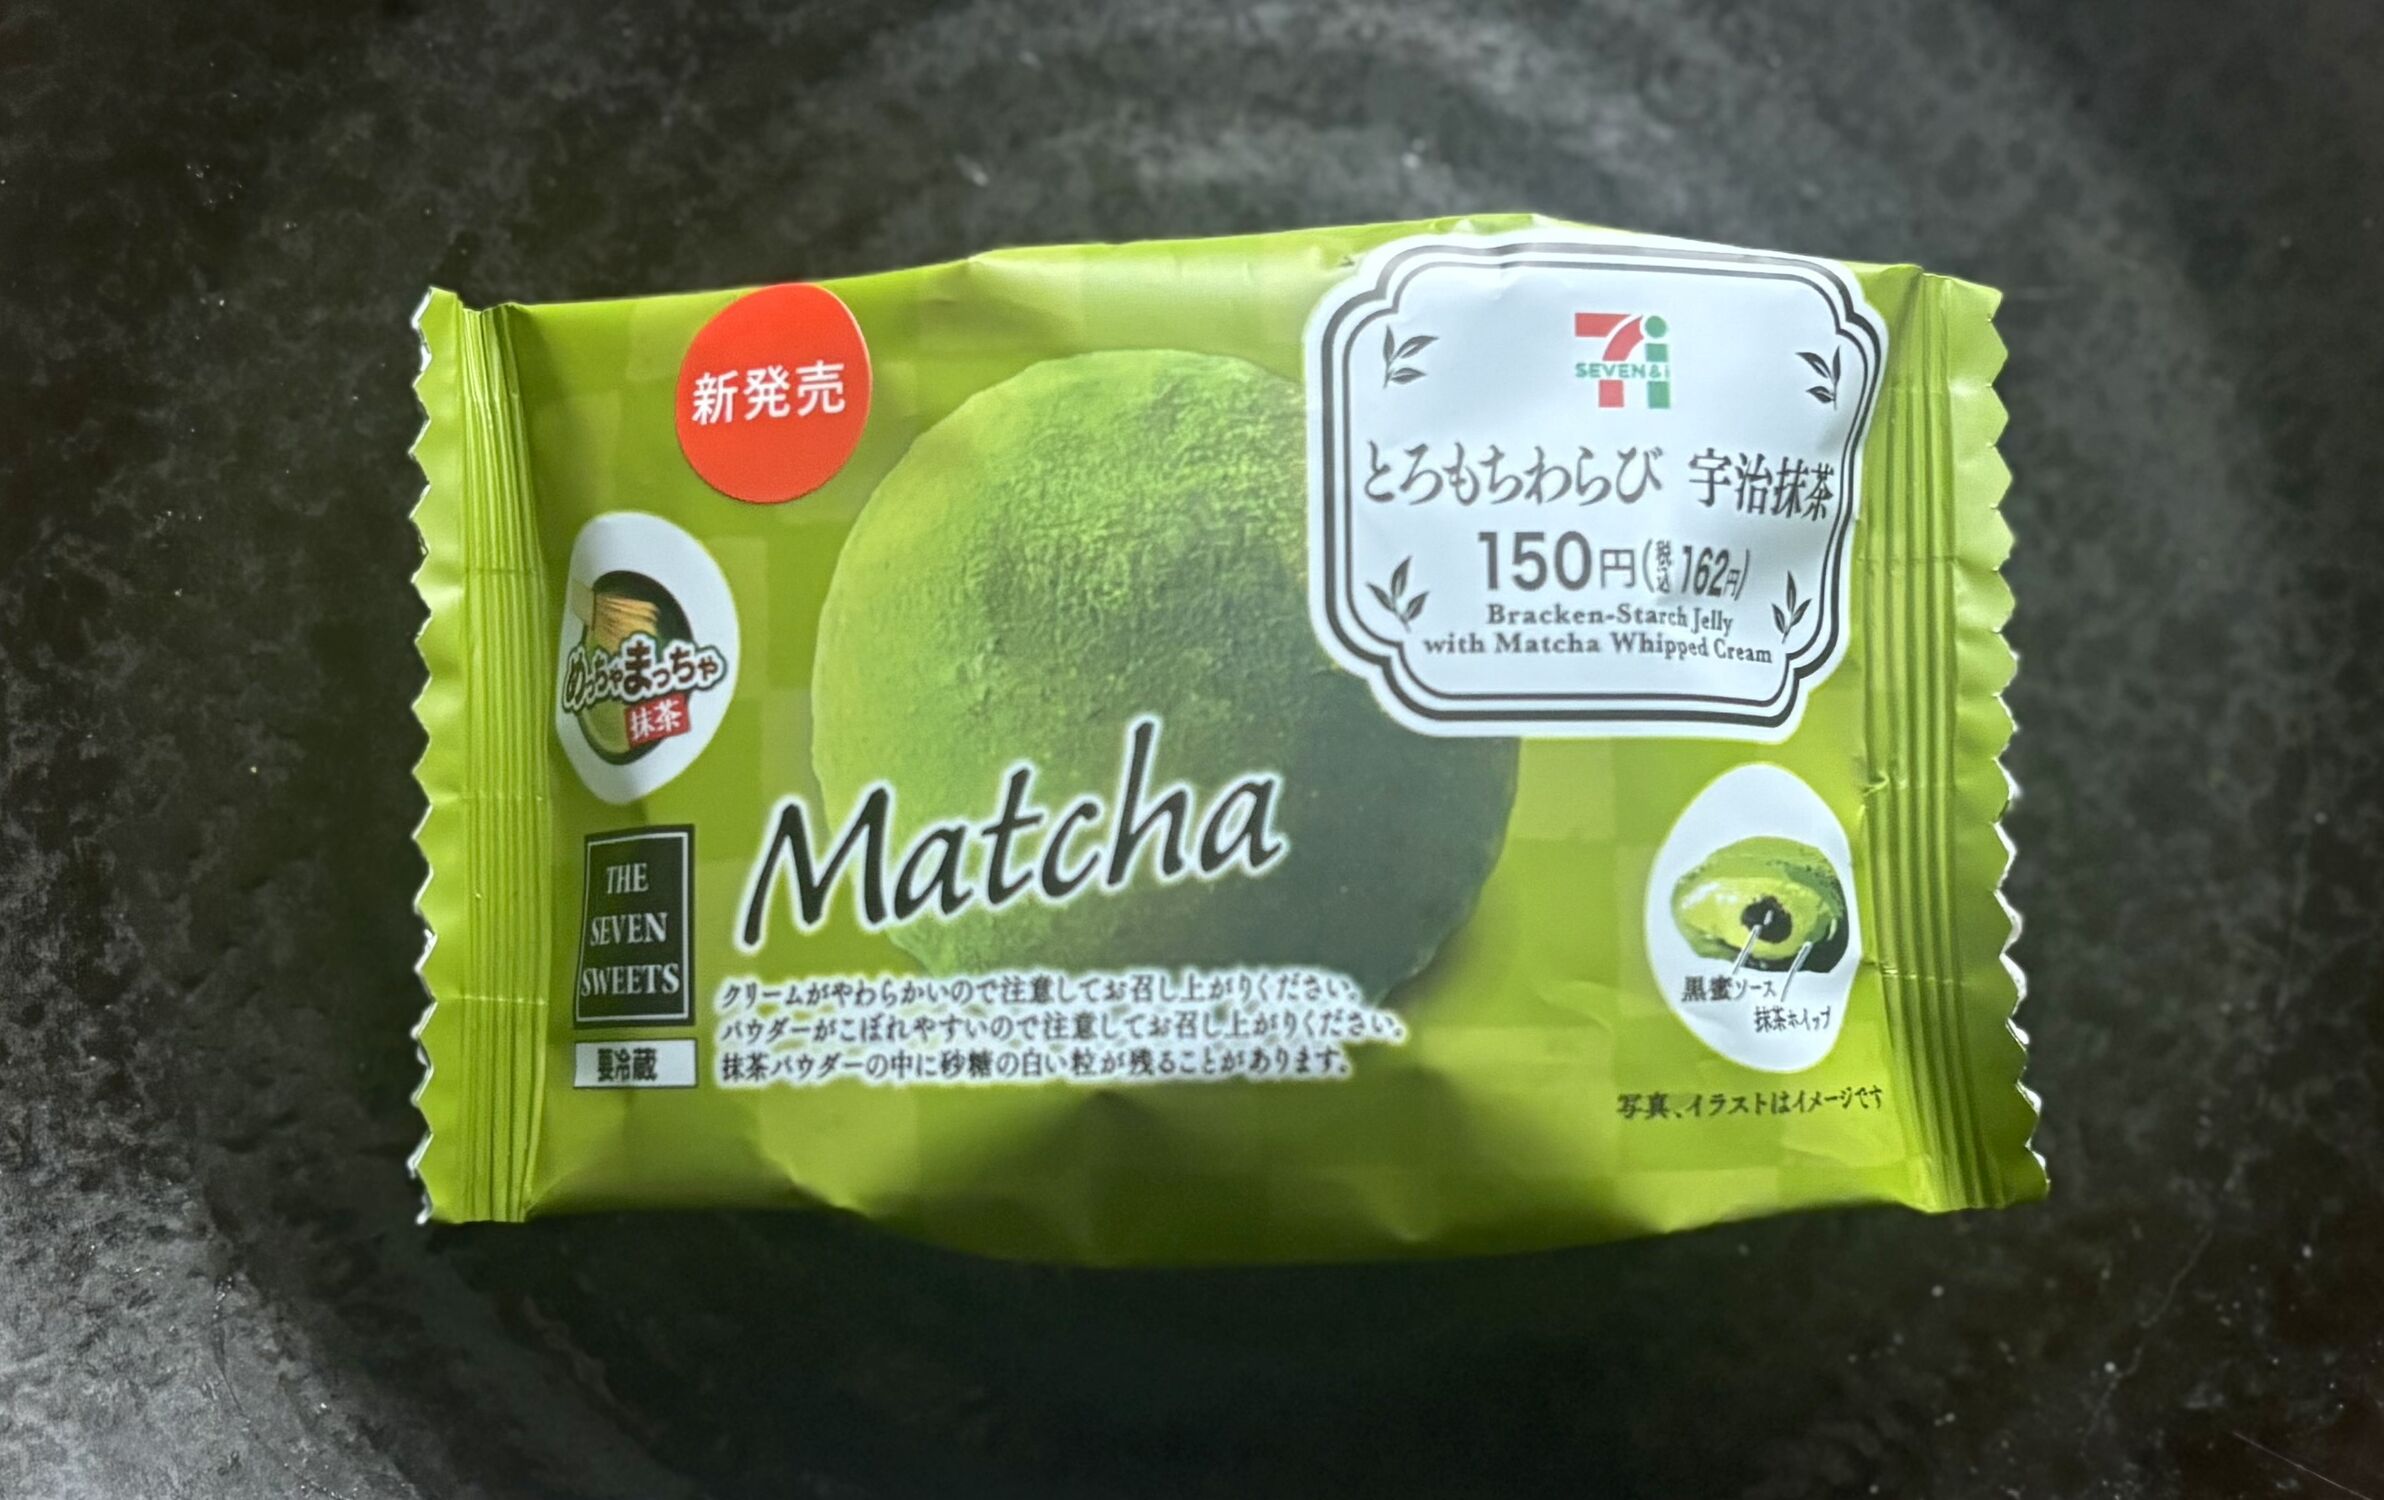 新発売
SEVEN&i
とろもちわらび 宇治抹茶
150円(税込162円)
Bracken-Starch Jelly
with Matcha Whipped Cream
めっちゃまっちゃ
抹茶
Matcha
THE
SEVEN
SWEETS
要冷蔵
クリームがやわらかいので注意してお召し上がりください。
パウダーがこぼれやすいので注意してお召し上がりください。
抹茶パウダーの中に砂糖の白い粒が残ることがあります。
黒蜜ソース
抹茶ホイップ
写真、イラストはイメージです